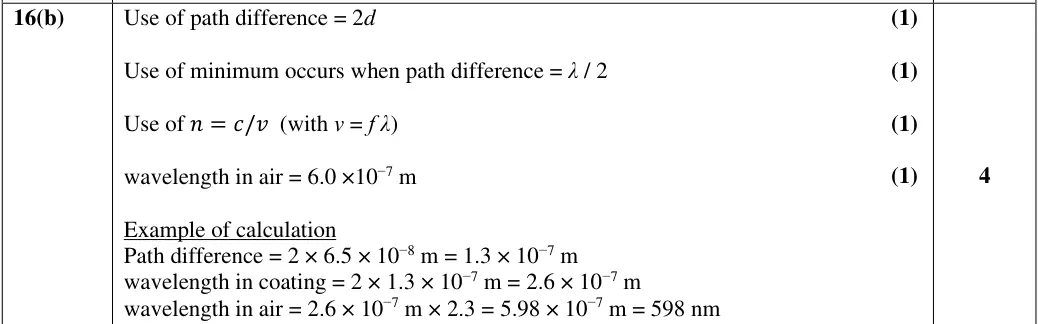 16(b) Use of path difference = 2d (1)
Use of minimum occurs when path difference = λ / 2 (1)
Use of n = c/v (with v = f λ) (1)
wavelength in air = 6.0 ×10⁻⁷ m (1) 4
Example of calculation
Path difference = 2 × 6.5 × 10⁻⁸ m = 1.3 × 10⁻⁷ m
wavelength in coating = 2 × 1.3 × 10⁻⁷ m = 2.6 × 10⁻⁷ m
wavelength in air = 2.6 × 10⁻⁷ m × 2.3 = 5.98 × 10⁻⁷ m = 598 nm